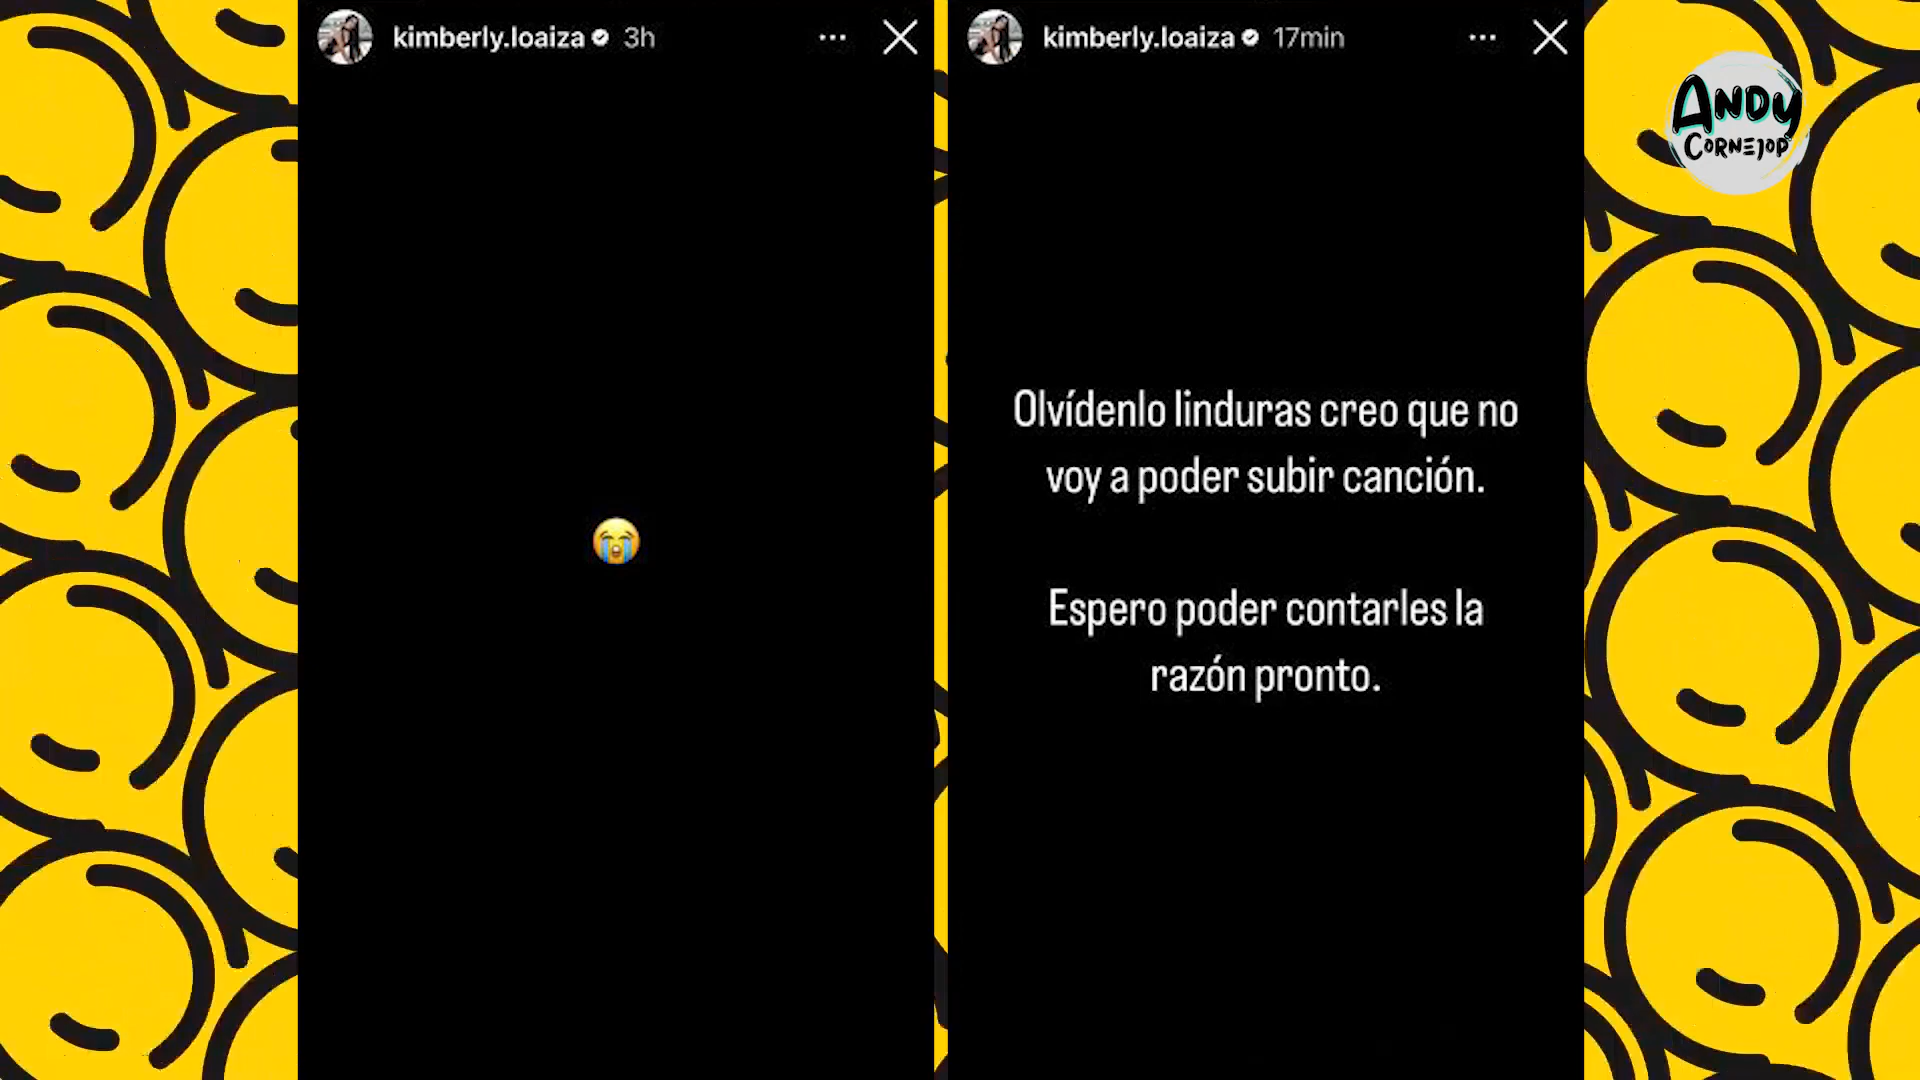 kimberly.loaiza 3h
😭
kimberly.loaiza 17min
Olvídenlo linduras creo que no
voy a poder subir canción.
Espero poder contarles la
razón pronto.
ANDY
CORNEJOP